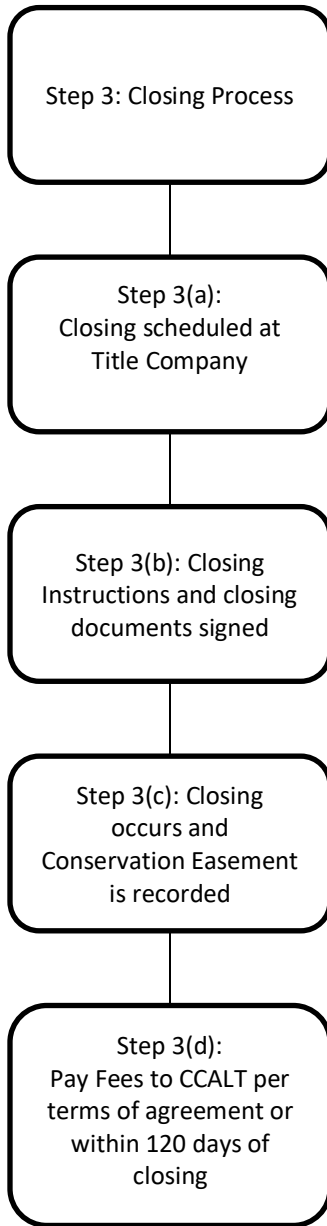 Step 3: Closing Process
Step 3(a):
Closing scheduled at
Title Company
Step 3(b): Closing
Instructions and closing
documents signed
Step 3(c): Closing
occurs and
Conservation Easement
is recorded
Step 3(d):
Pay Fees to CCALT per
terms of agreement or
within 120 days of
closing